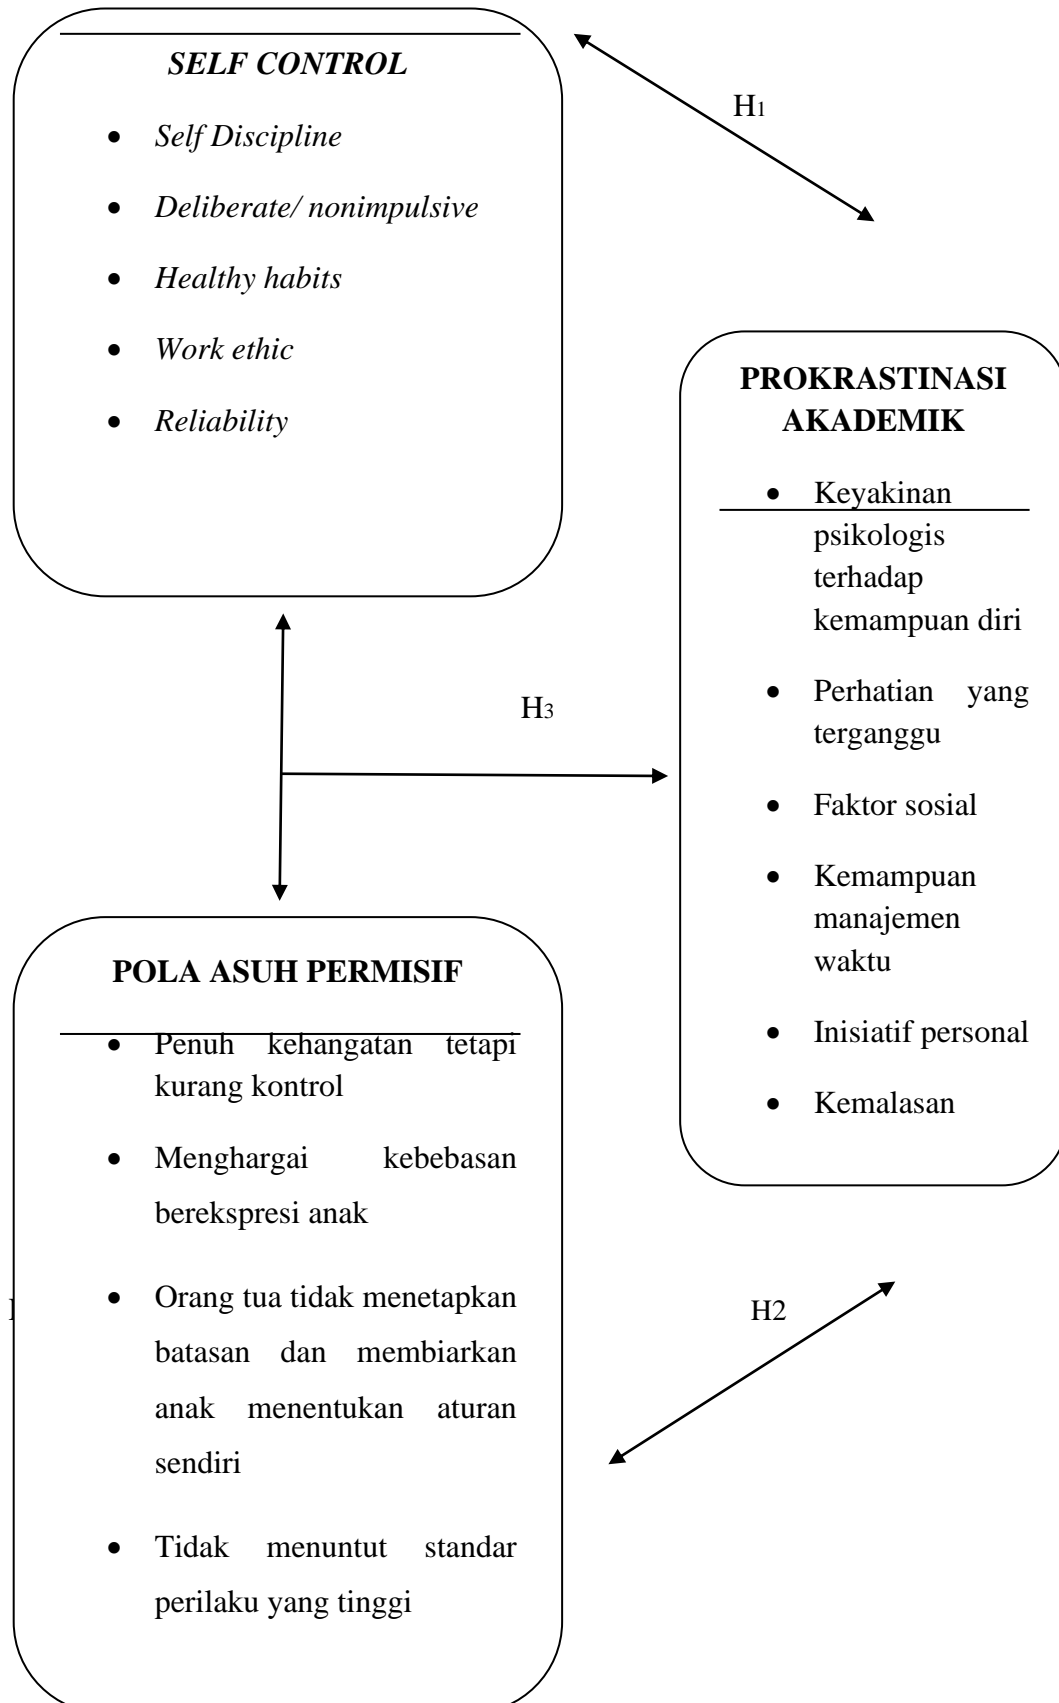 SELF CONTROL
• Self Discipline
• Deliberate/ nonimpulsive
• Healthy habits
• Work ethic
• Reliability
H1
PROKRASTINASI
AKADEMIK
• Keyakinan
psikologis
terhadap
kemampuan diri
• Perhatian yang
terganggu
• Faktor sosial
• Kemampuan
manajemen
waktu
• Inisiatif personal
• Kemalasan
H3
POLA ASUH PERMISIF
• Penuh kehangatan tetapi
kurang kontrol
• Menghargai kebebasan
berekspresi anak
• Orang tua tidak menetapkan
batasan dan membiarkan
anak menentukan aturan
sendiri
• Tidak menuntut standar
perilaku yang tinggi
H2